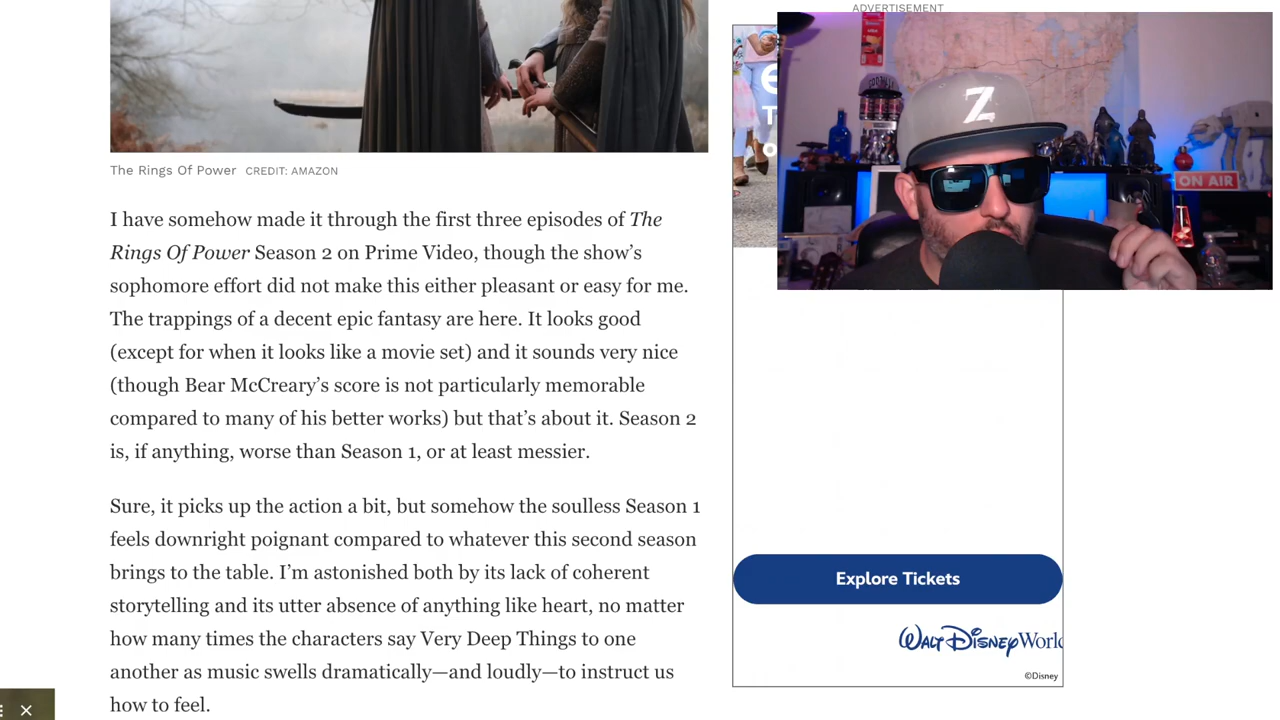 ADVERTISEMENT
Z
ON AIR
The Rings Of Power CREDIT: AMAZON
I have somehow made it through the first three episodes of The
Rings Of Power Season 2 on Prime Video, though the show’s
sophomore effort did not make this either pleasant or easy for me.
The trappings of a decent epic fantasy are here. It looks good
(except for when it looks like a movie set) and it sounds very nice
(though Bear McCreary’s score is not particularly memorable
compared to many of his better works) but that’s about it. Season 2
is, if anything, worse than Season 1, or at least messier.
Sure, it picks up the action a bit, but somehow the soulless Season 1
feels downright poignant compared to whatever this second season
brings to the table. I’m astonished both by its lack of coherent
storytelling and its utter absence of anything like heart, no matter
how many times the characters say Very Deep Things to one
another as music swells dramatically—and loudly—to instruct us
how to feel.
Explore Tickets
Walt Disney World
©Disney